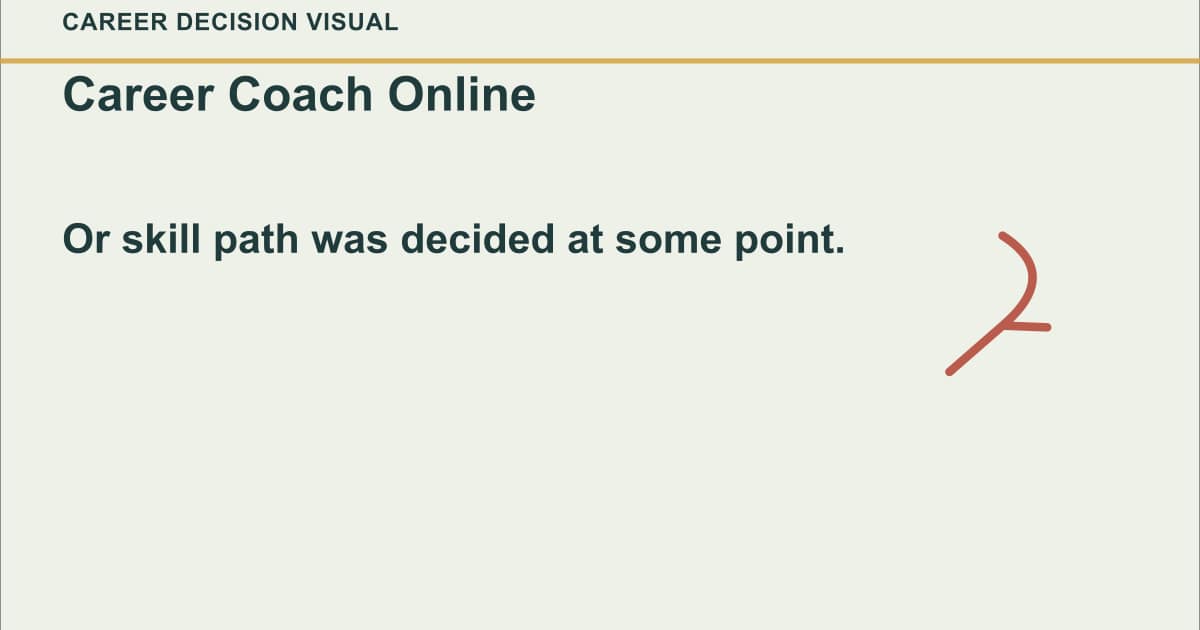 CAREER DECISION VISUAL
Career Coach Online
Or skill path was decided at some point.